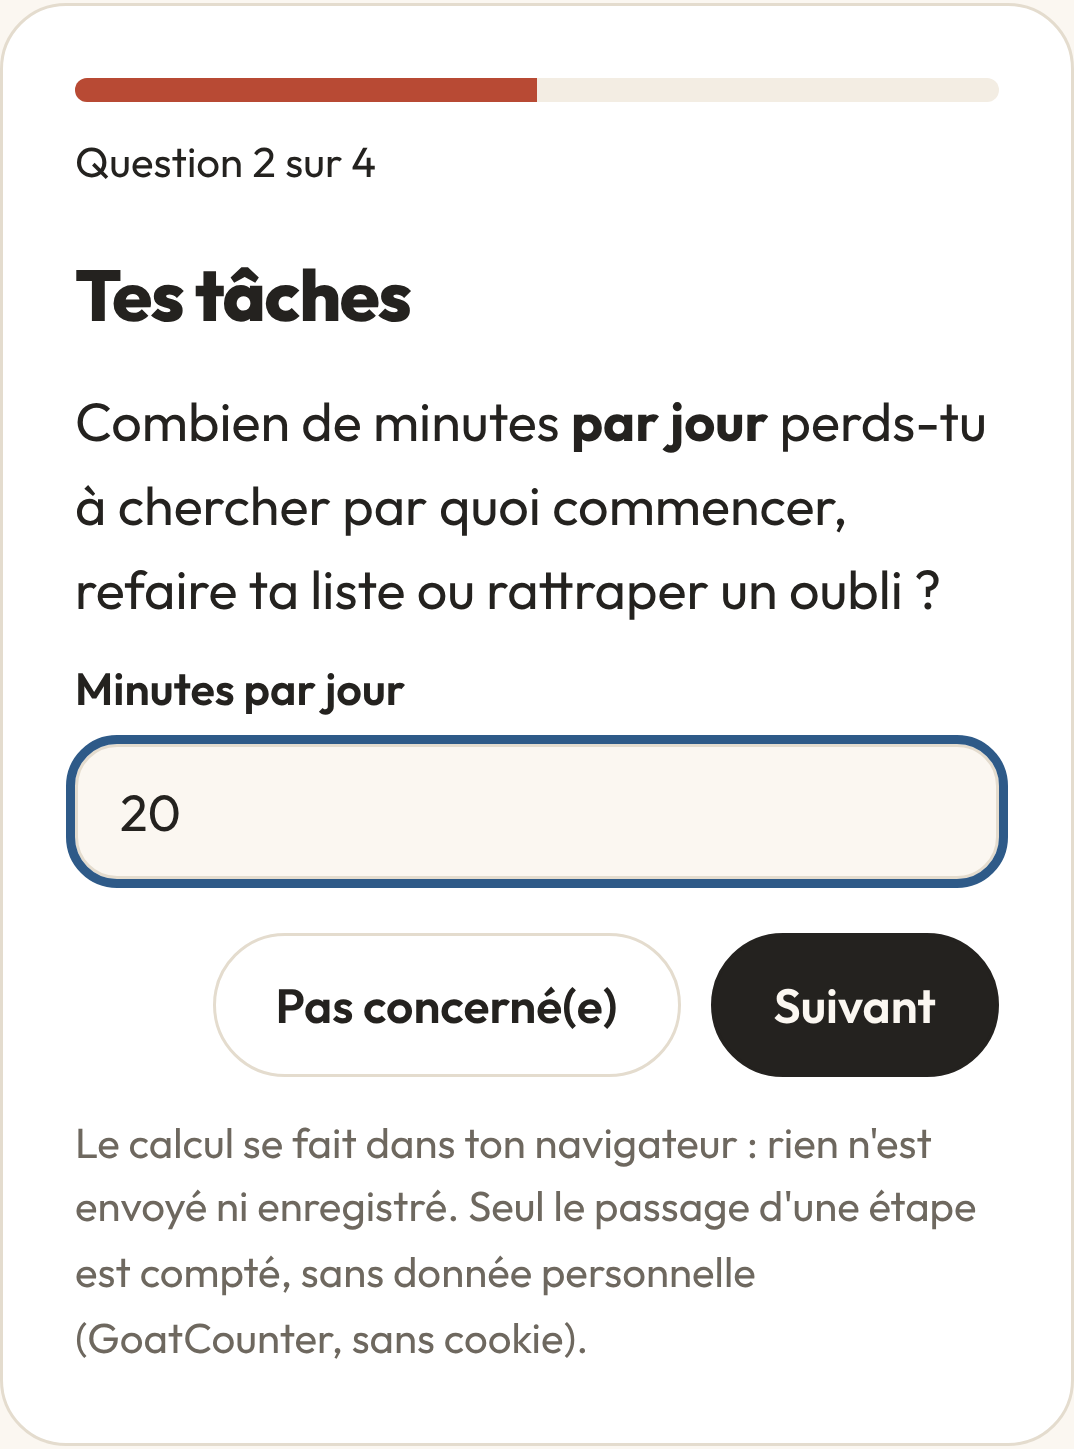 Question 2 sur 4
Tes tâches
Combien de minutes par jour perds-tu
à chercher par quoi commencer,
refaire ta liste ou rattraper un oubli ?
Minutes par jour
20
Pas concerné(e)
Suivant
Le calcul se fait dans ton navigateur : rien n'est
envoyé ni enregistré. Seul le passage d'une étape
est compté, sans donnée personnelle
(GoatCounter, sans cookie).